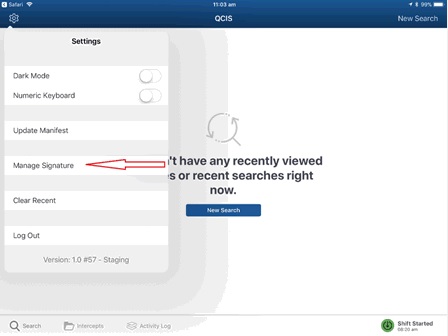 Safari
11:03 am
99%
QCIS
New Search
Settings
Dark Mode
Numeric Keyboard
Update Manifest
Manage Signature
Clear Recent
Log Out
Version: 1.0 #57 - Staging
't have any recently viewed
es or recent searches right
now.
New Search
Search
Intercepts
Activity Log
Shift Started
08:20 am